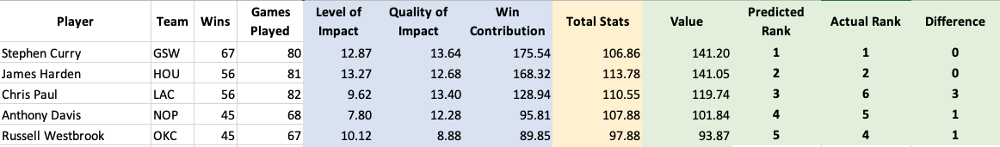 Player Team Wins Games Played Level of Impact Quality of Impact Win Contribution Total Stats Value Predicted Rank Actual Rank Difference
Stephen Curry GSW 67 80 12.87 13.64 175.54 106.86 141.20 1 1 0
James Harden HOU 56 81 13.27 12.68 168.32 113.78 141.05 2 2 0
Chris Paul LAC 56 82 9.62 13.40 128.94 110.55 119.74 3 6 3
Anthony Davis NOP 45 68 7.80 12.28 95.81 107.88 101.84 4 5 1
Russell Westbrook OKC 45 67 10.12 8.88 89.85 97.88 93.87 5 4 1